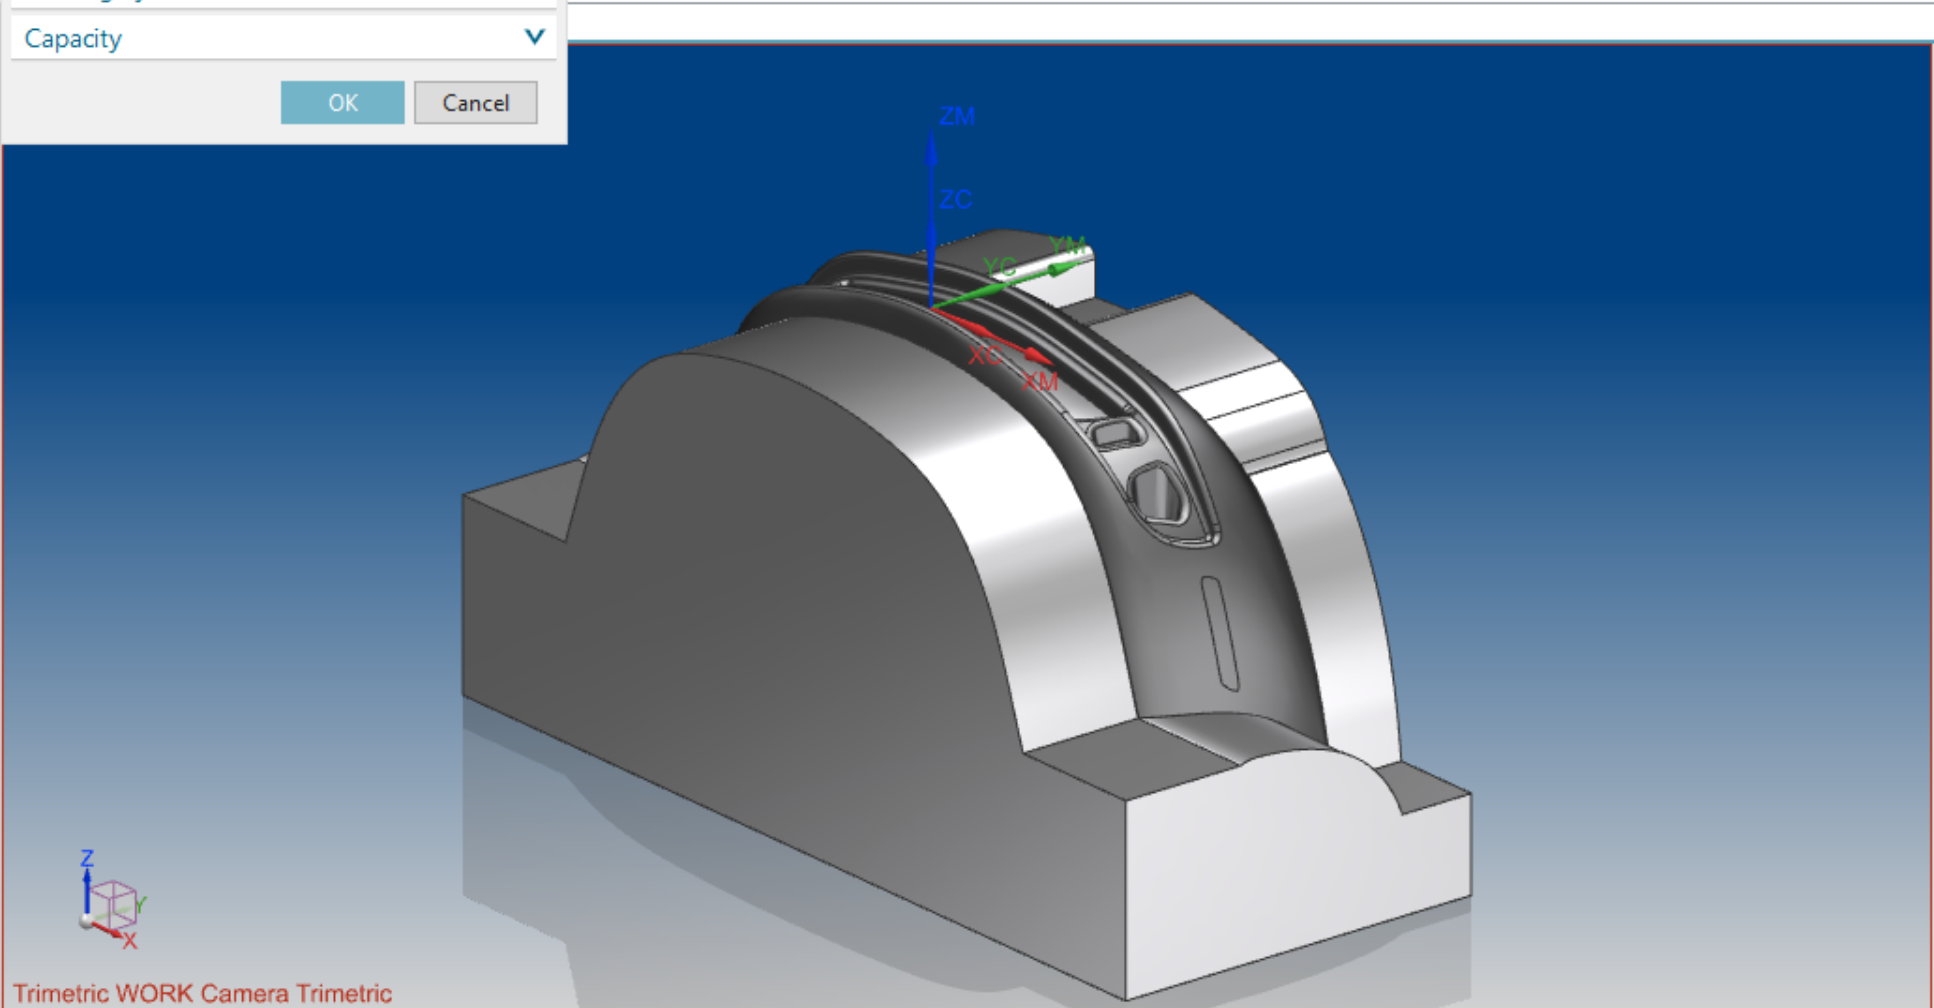 Capacity
OK
Cancel
ZM
ZC
YM
YC
XC
XM
Z
Y
X
Trimetric WORK Camera Trimetric